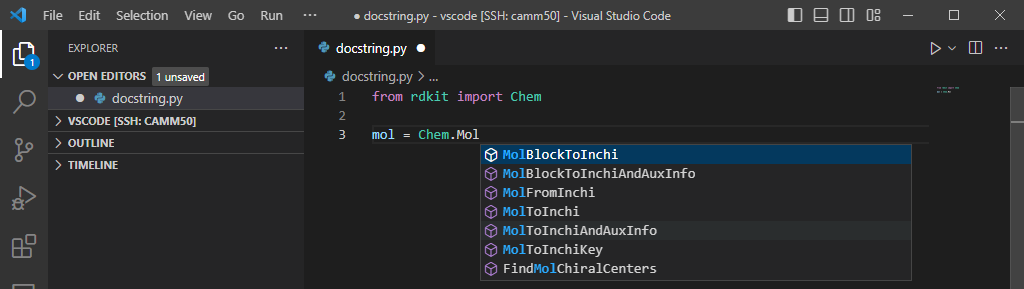 File Edit Selection View Go Run ... ● docstring.py - vscode [SSH: camm50] - Visual Studio Code
EXPLORER ...
docstring.py ●
OPEN EDITORS 1 unsaved
● docstring.py
VSCODE [SSH: CAMM50]
OUTLINE
TIMELINE
1
docstring.py > ...
1 from rdkit import Chem
2
3 mol = Chem.Mol
MolBlockToInchi
MolBlockToInchiAndAuxInfo
MolFromInchi
MolToInchi
MolToInchiAndAuxInfo
MolToInchiKey
FindMolChiralCenters